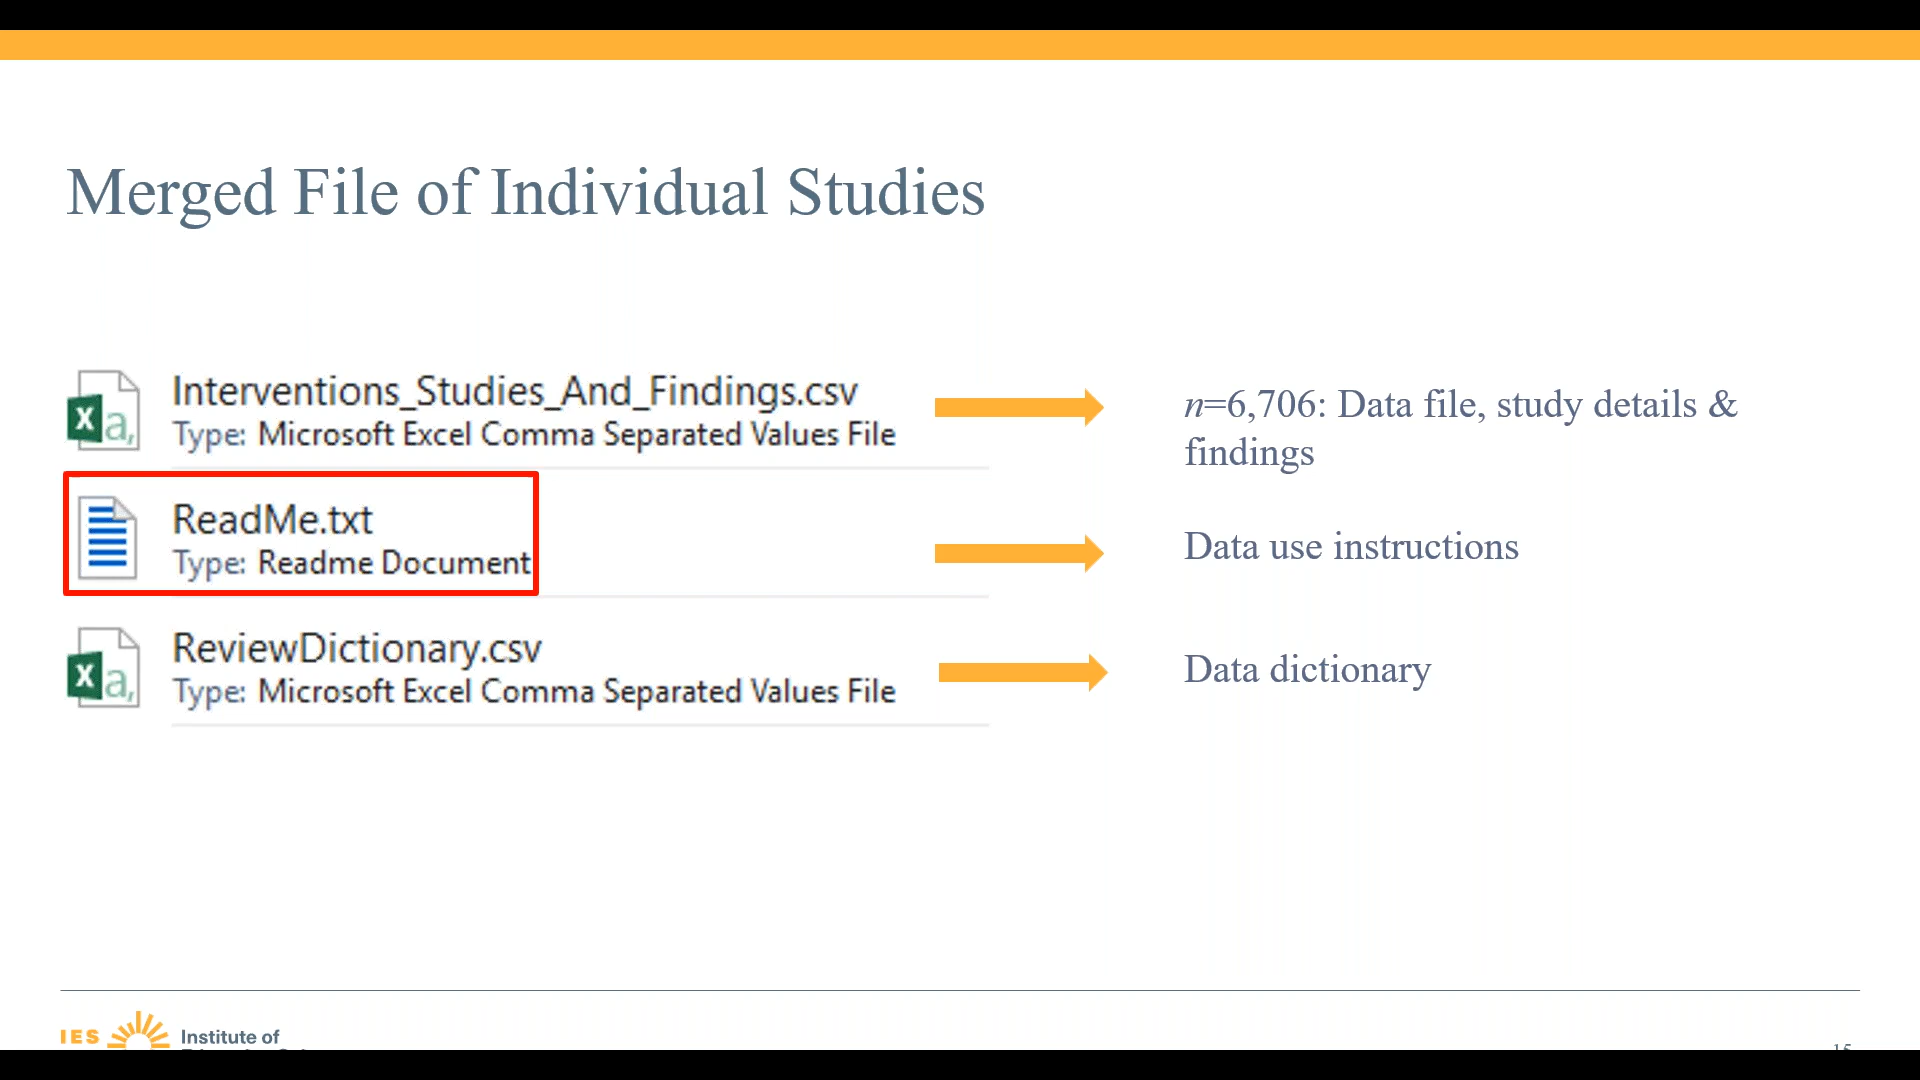 Merged File of Individual Studies
Interventions_Studies_And_Findings.csv
Type: Microsoft Excel Comma Separated Values File
n=6,706: Data file, study details &
findings
ReadMe.txt
Type: Readme Document
Data use instructions
ReviewDictionary.csv
Type: Microsoft Excel Comma Separated Values File
Data dictionary
IES Institute of